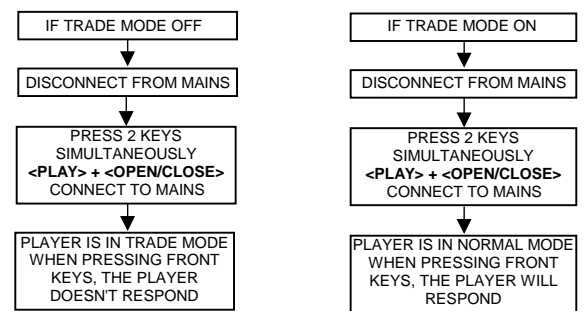 IF TRADE MODE OFF
DISCONNECT FROM MAINS
PRESS 2 KEYS
SIMULTANEOUSLY
<PLAY> + <OPEN/CLOSE>
CONNECT TO MAINS
PLAYER IS IN TRADE MODE
WHEN PRESSING FRONT
KEYS, THE PLAYER
DOESN'T RESPOND
IF TRADE MODE ON
DISCONNECT FROM MAINS
PRESS 2 KEYS
SIMULTANEOUSLY
<PLAY> + <OPEN/CLOSE>
CONNECT TO MAINS
PLAYER IS IN NORMAL MODE
WHEN PRESSING FRONT
KEYS, THE PLAYER WILL
RESPOND